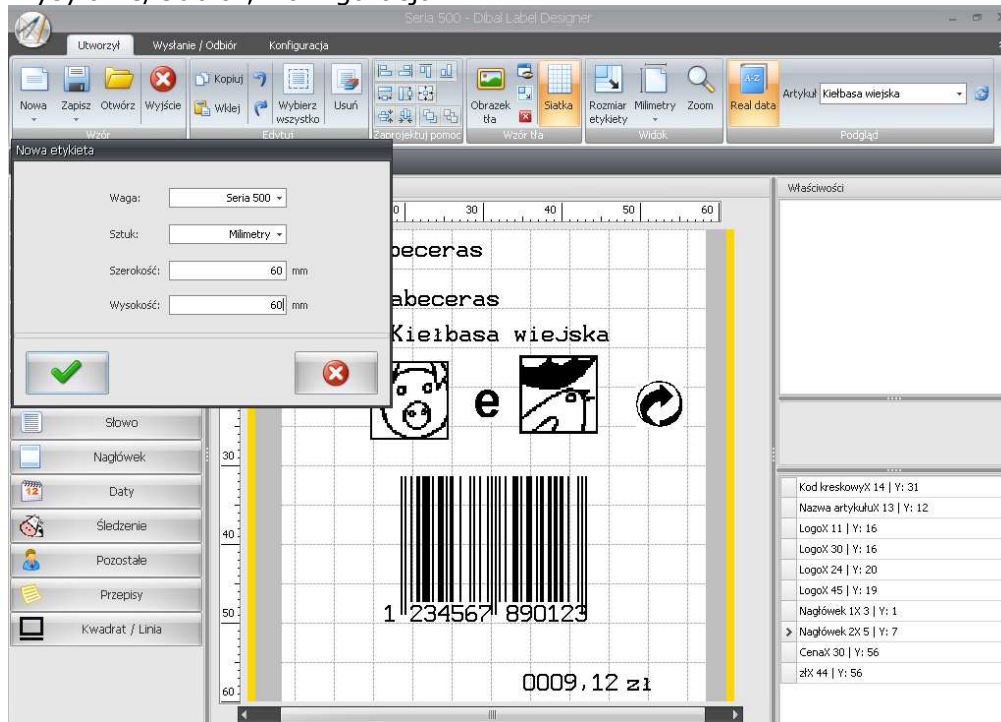 Seria 500 - Dibal Label Designer
Utworzył Wysłanie / Odbiór Konfiguracja
Nowa Zapisz Otwórz Wyjście
Kopiuj
Wklej
Wybierz wszystko
Usuń
Obrazek tła
Siatka
Rozmiar etykiety
Milimetry
Zoom
Real data
Artykuł Kiełbasa wiejska
Wzór Edytuj Zaprojektuj pomoc Wzór tła Widok Podgląd
Nowa etykieta
Waga: Seria 500
Sztuk: Milimetry
Szerokość: 60 mm
Wysokość: 60 mm
Słowo
Nagłówek
Daty
Śledzenie
Pozostałe
Przepisy
Kwadrat / Linia
0 30 40 50 60
30
40
50
60
beceras
abeceras
Kiełbasa wiejska
e
1 234567 890123
0009,12 zł
Właściwości
Kod kreskowyX 14 | Y: 31
Nazwa artykułuX 13 | Y: 12
LogoX 11 | Y: 16
LogoX 30 | Y: 16
LogoX 24 | Y: 20
LogoX 45 | Y: 19
Nagłówek 1X 3 | Y: 1
Nagłówek 2X 5 | Y: 7
CenaX 30 | Y: 56
złX 44 | Y: 56